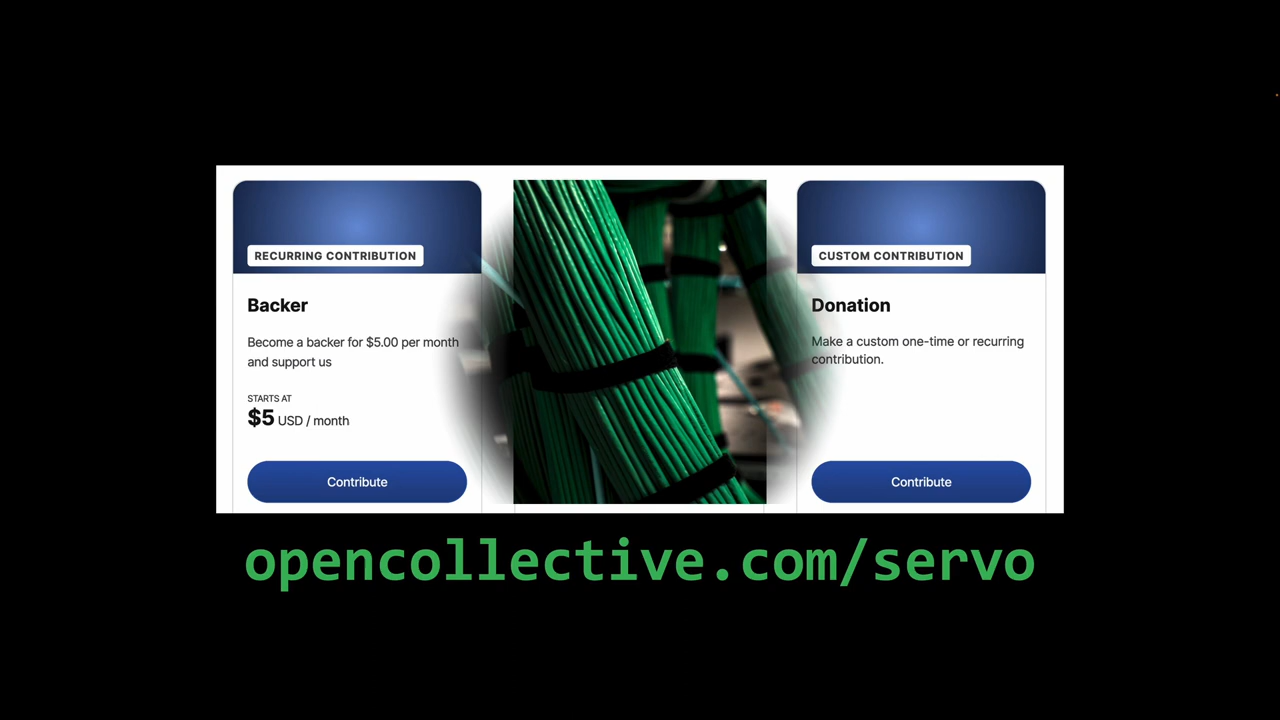 RECURRING CONTRIBUTION
Backer
Become a backer for $5.00 per month
and support us
STARTS AT
$5 USD / month
Contribute
CUSTOM CONTRIBUTION
Donation
Make a custom one-time or recurring
contribution.
Contribute
opencollective.com/servo